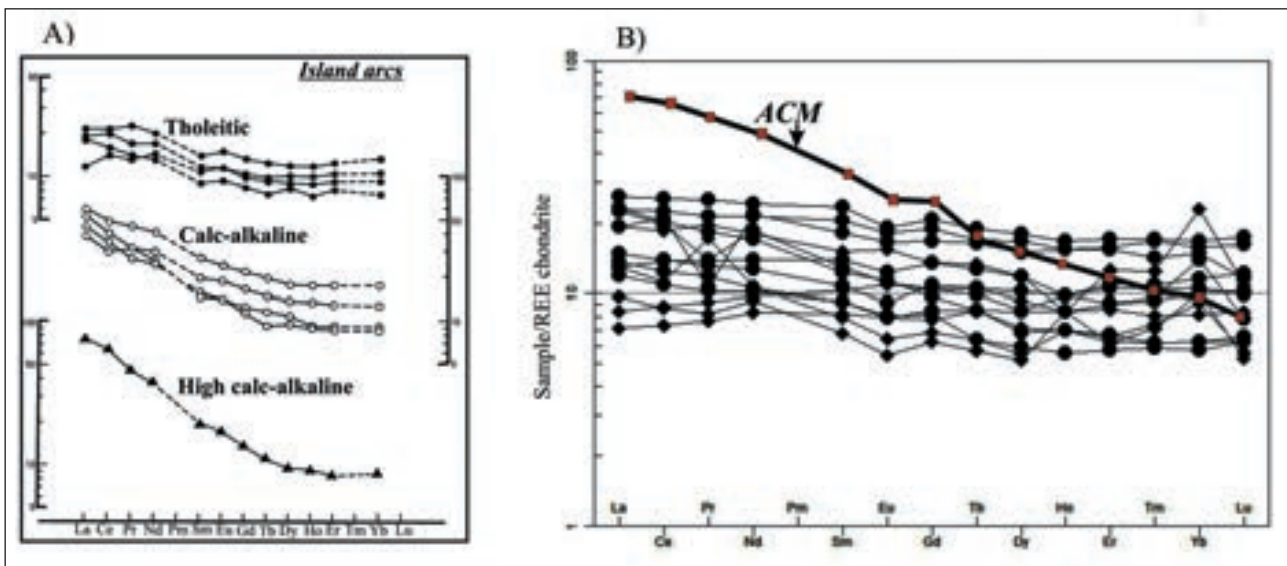 A)
Island arcs
Tholeitic
Calc-alkaline
High calc-alkaline
La Ce Pr Nd Pm Sm Eu Gd Tb Dy Ho Er Tm Yb Lu
B)
100
ACM
10
1
Sample/REE chondrite
La Pr Pm Eu Tb Ho Tm Lu
Ce Nd Sm Gd Dy Er Yb